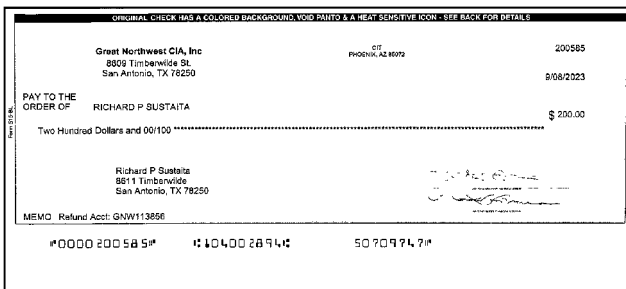 ORIGINAL CHECK HAS A COLORED BACKGROUND, VOID PANTO & A HEAT SENSITIVE ICON - SEE BACK FOR DETAILS
Great Northwest CIA, Inc
8809 Timberwilde St.
San Antonio, TX 78250
CIT
PHOENIX, AZ 85072
200585
9/06/2023
PAY TO THE
ORDER OF RICHARD P SUSTAITA
$ 200.00
Two Hundred Dollars and 00/100
Richard P Sustaita
8611 Timberwilde
San Antonio, TX 78250
MEMO Refund Acct: GNW113856
⑈0000200585⑈ ⑆104002894⑆ 50709747⑈